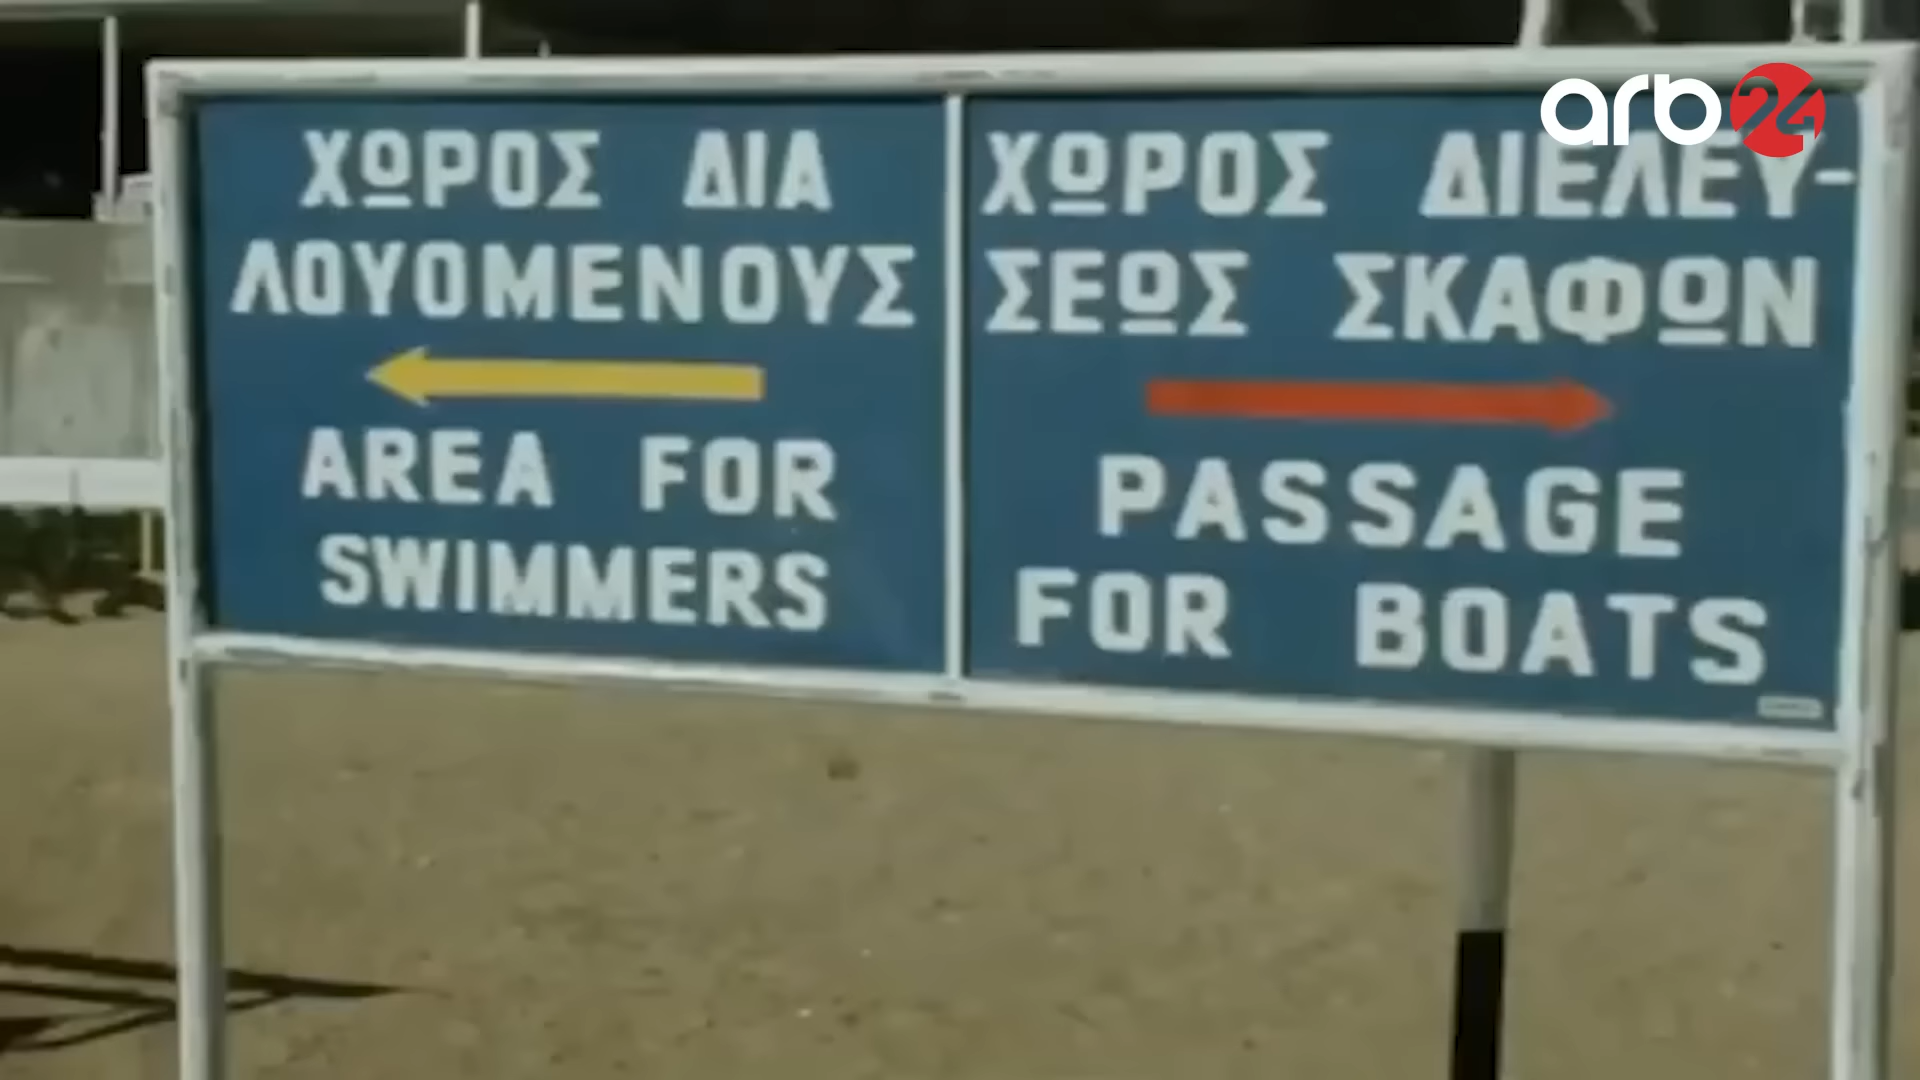 arb24
ΧΩΡΟΣ ΔΙΑ
ΛΟΥΟΜΕΝΟΥΣ
AREA FOR
SWIMMERS
ΧΩΡΟΣ ΔΙΕΛΕΥ-
ΣΕΩΣ ΣΚΑΦΩΝ
PASSAGE
FOR BOATS